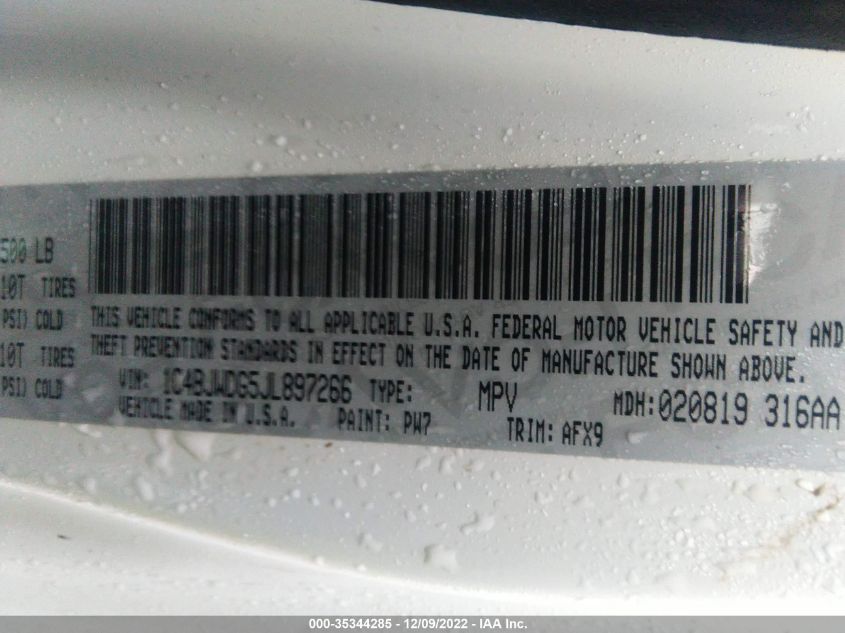 500 LB
10T TIRES
PSI) COLD
10T TIRES
PSI) COLD
THIS VEHICLE CONFORMS TO ALL APPLICABLE U.S.A. FEDERAL MOTOR VEHICLE SAFETY AND
THEFT PREVENTION STANDARDS IN EFFECT ON THE DATE OF MANUFACTURE SHOWN ABOVE.
VIN: 1C4BJWDG5JL897266 TYPE: MPV MDH:020819 316AA
VEHICLE MADE IN U.S.A. PAINT: PW7 TRIM: AFX9
000-35344285 - 12/09/2022 - IAA Inc.